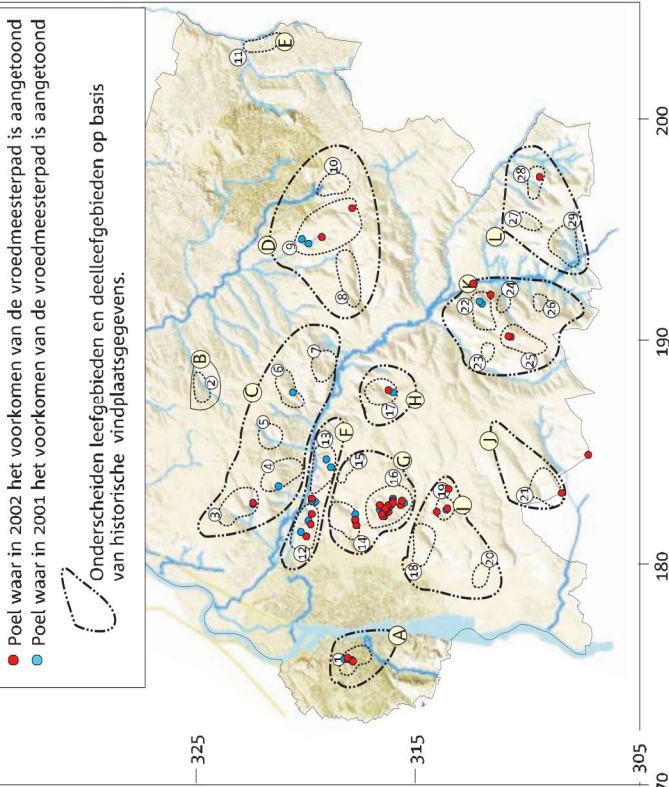 Poel waar in 2002 het voorkomen van de vroedmeesterpad is aangetoond
Poel waar in 2001 het voorkomen van de vroedmeesterpad is aangetoond
Onderscheiden leefgebieden en deelleefgebieden op basis
van historische vindplaatsgegevens.
325
315
305
70
180
190
200
A
B
C
D
E
F
G
H
I
J
K
L
1
2
3
4
5
6
7
8
9
10
11
12
13
14
15
16
17
18
19
20
21
22
23
24
25
26
27
28
29